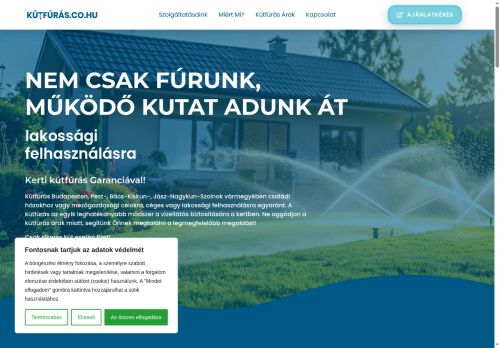 KÚTFÚRÁS.CO.HU
Szolgáltatásaink
Miért Mi?
Kútfúrás Árak
Kapcsolat
AJÁNLATKÉRÉS
NEM CSAK FÚRUNK,
MŰKÖDŐ KUTAT ADUNK ÁT
lakossági
felhasználásra
Kerti kútfúrás Garanciával!
Kútfúrás Budapesten, Pest-, Bács-Kiskun-, Jász-Nagykun-Szolnok vármegyében családi
házakhoz vagy mezőgazdasági célokra, céges vagy lakossági felhasználásra egyaránt. A
kútfúrás az egyik leghatékonyabb módszer a vízellátás biztosítására a kertben. Ne aggódjon a
kútfúrás árak miatt, segítünk Önnek megtalálni a legmegfelelőbb megoldást!
Fontosnak tartjuk az adatok védelmét
A böngészési élmény fokozása, a személyre szabott
hirdetések vagy tartalmak megjelenítése, valamint a forgalom
elemzése érdekében sütiket (cookie) használunk. A "Mindet
elfogadom" gombra kattintva hozzájárulhat a sütik
használatához.
Testreszabás
Elutasít
Az összes elfogadása